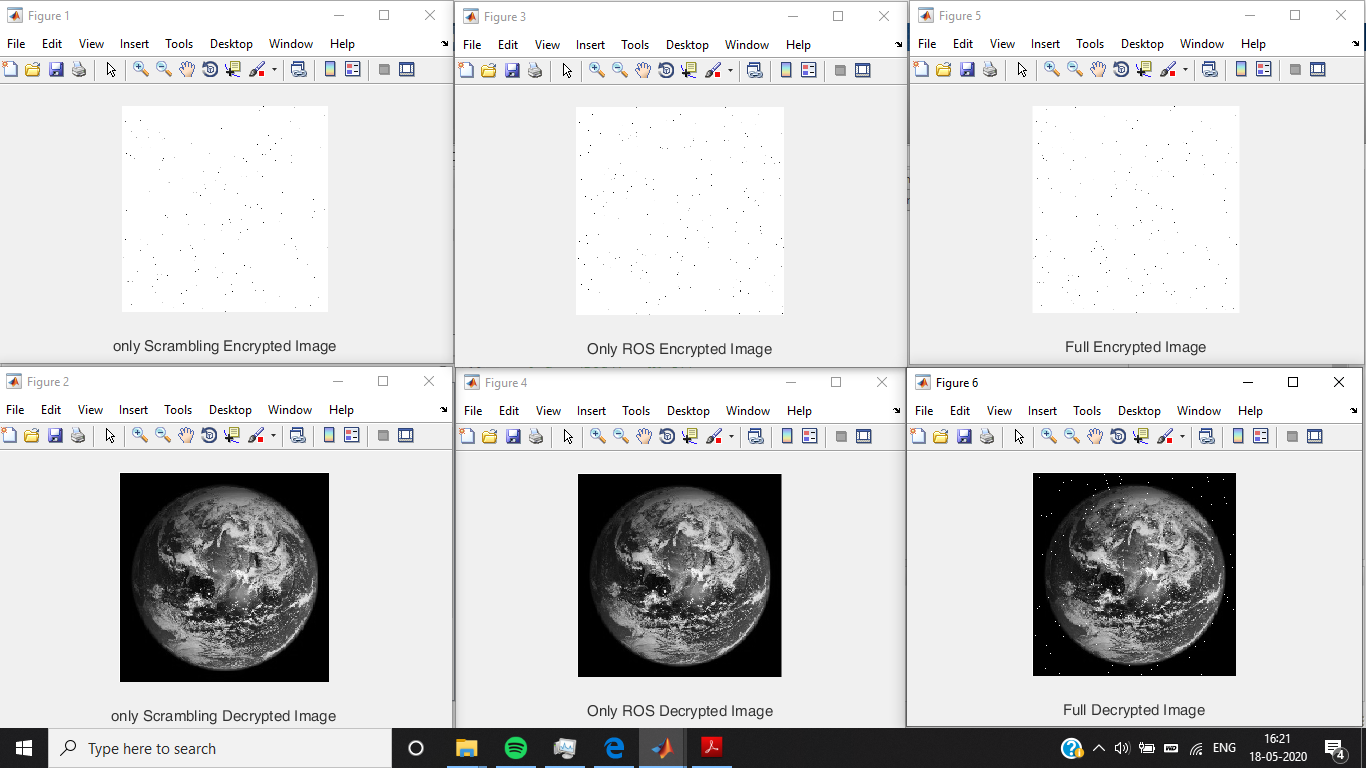 Figure 1
File Edit View Insert Tools Desktop Window Help
only Scrambling Encrypted Image
Figure 3
File Edit View Insert Tools Desktop Window Help
Only ROS Encrypted Image
Figure 5
File Edit View Insert Tools Desktop Window Help
Full Encrypted Image
Figure 2
File Edit View Insert Tools Desktop Window Help
only Scrambling Decrypted Image
Figure 4
File Edit View Insert Tools Desktop Window Help
Only ROS Decrypted Image
Figure 6
File Edit View Insert Tools Desktop Window Help
Full Decrypted Image
Type here to search
ENG
16:21
18-05-2020
4